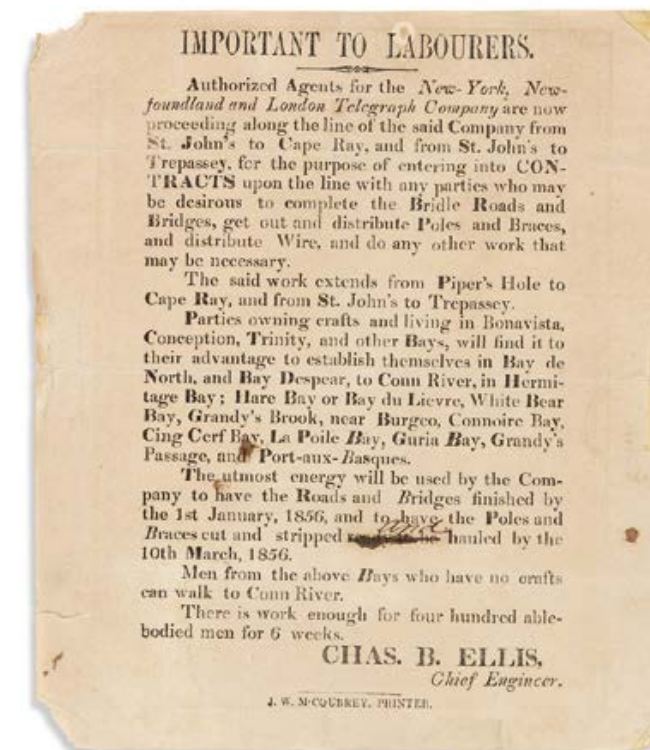 IMPORTANT TO LABOURERS.
Authorized Agents for the New-York, New-
foundland and London Telegraph Company are now
proceeding along the line of the said Company from
St. John's to Cape Ray, and from St. John's to
Trepassey, for the purpose of entering into CON-
TRACTS upon the line with any parties who may
be desirous to complete the Bridle Roads and
Bridges, get out and distribute Poles and Braces,
and distribute Wire, and do any other work that
may be necessary.
The said work extends from Piper's Hole to
Cape Ray, and from St. John's to Trepassey.
Parties owning crafts and living in Bonavista,
Conception, Trinity, and other Bays, will find it to
their advantage to establish themselves in Bay de
North, and Bay Despear, to Conn River, in Hermi-
tage Bay; Hare Bay or Bay du Lievre, White Bear
Bay, Grandy's Brook, near Burgeo, Connoire Bay,
Cing Cerf Bay, La Poile Bay, Guria Bay, Grandy's
Passage, and Port-aux-Basques.
The utmost energy will be used by the Com-
pany to have the Roads and Bridges finished by
the 1st January, 1856, and to have the Poles and
Braces cut and stripped and hauled by the
10th March, 1856.
Men from the above Bays who have no crafts
can walk to Conn River.
There is work enough for four hundred able-
bodied men for 6 weeks.
CHAS. B. ELLIS,
Chief Engineer.
J. W. M'COUBREY, PRINTER.